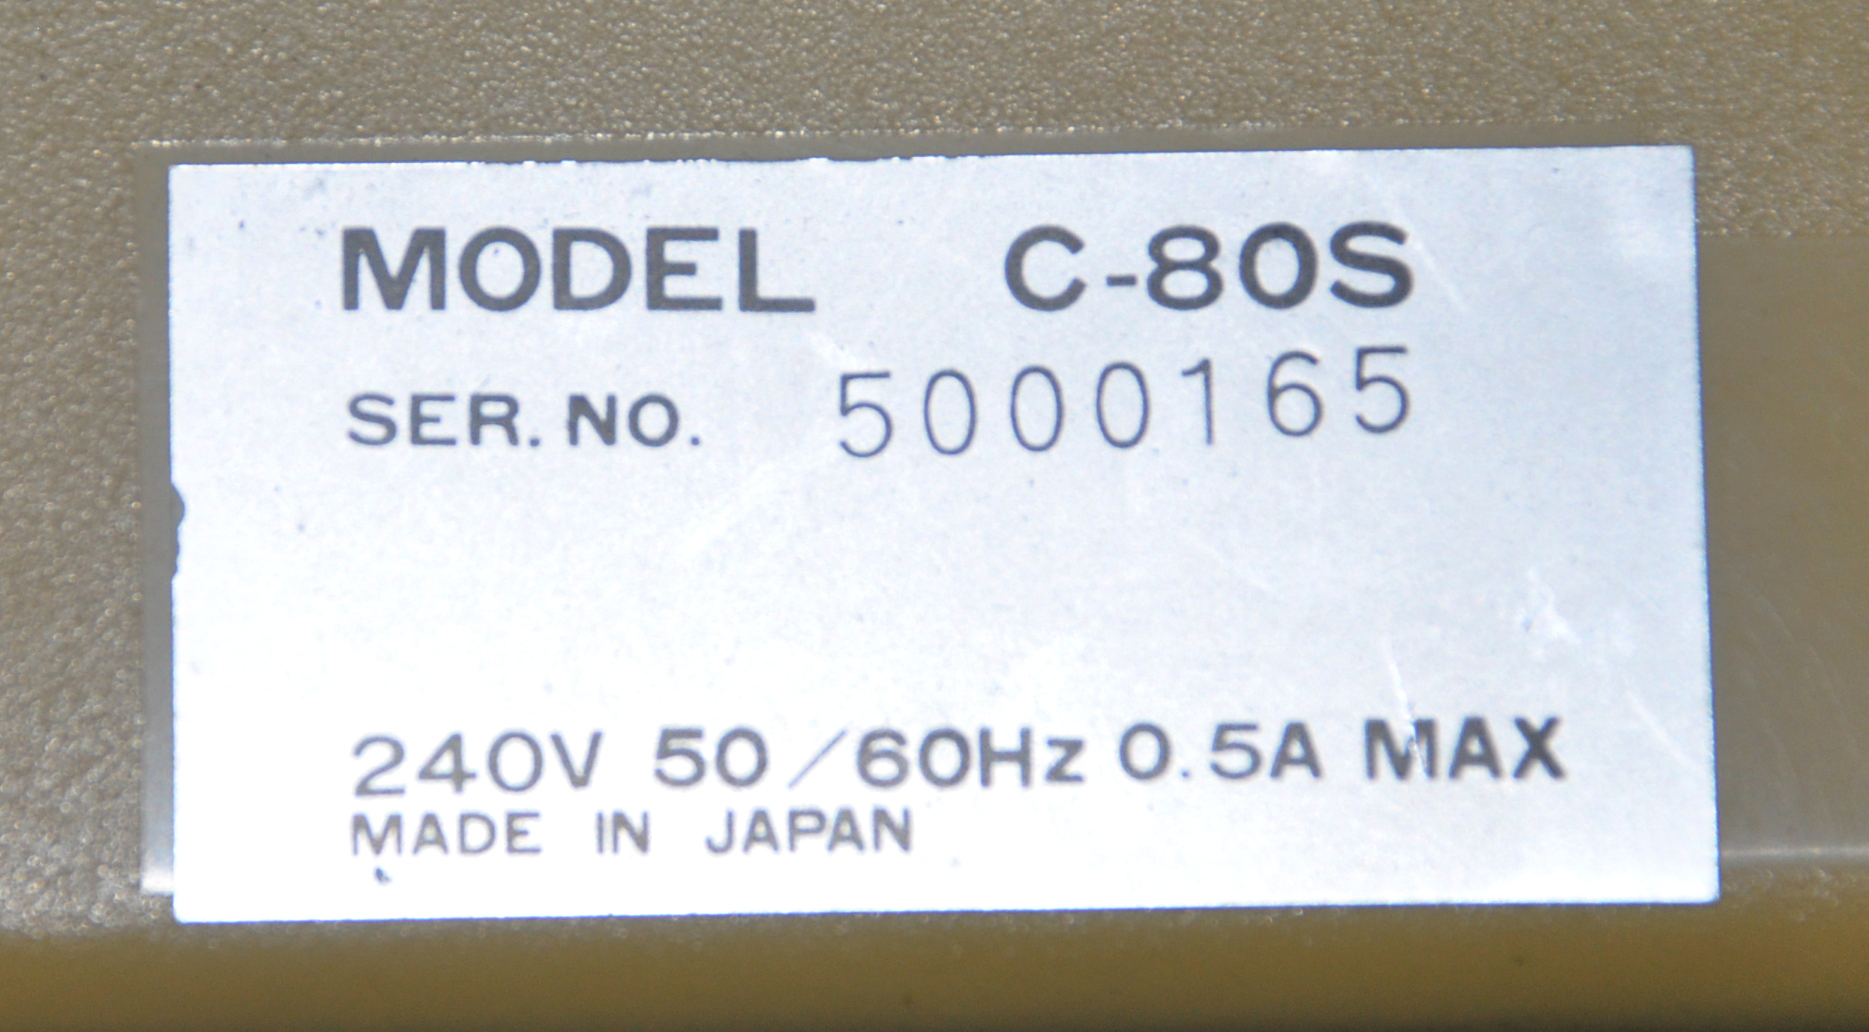 MODEL C-80S
SER. NO. 5000165
240V 50/60Hz 0.5A MAX
MADE IN JAPAN